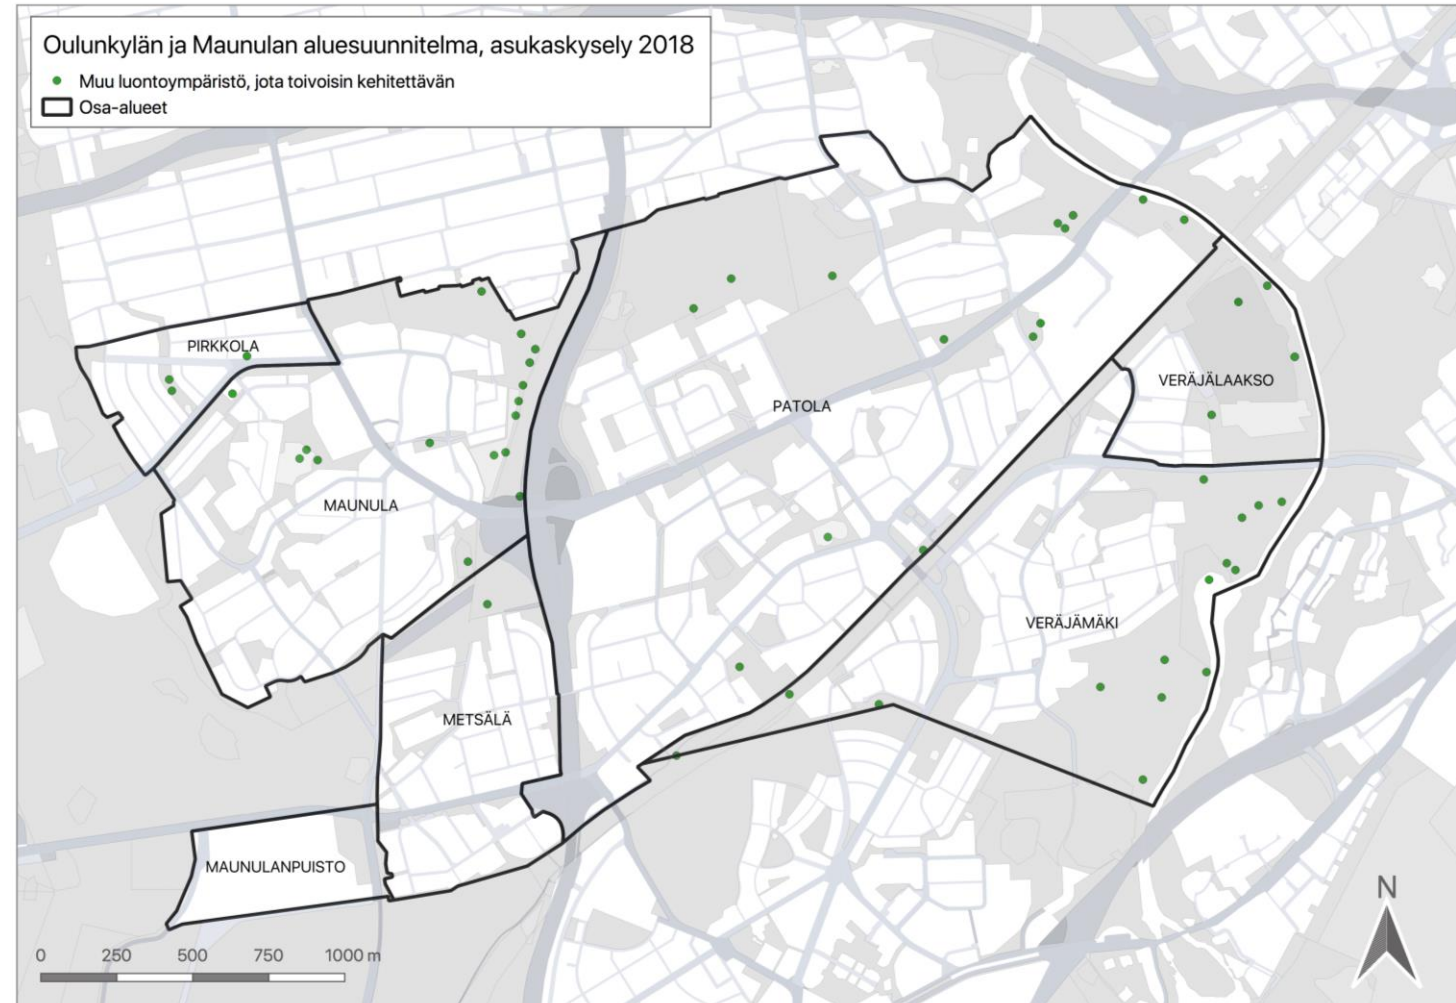 Oulunkylän ja Maunulan aluesuunnitelma, asukaskysely 2018
Muu luontoympäristö, jota toivoisin kehitettävän
Osa-alueet
PIRKKOLA
VERÄJÄLAAKSO
PATOLA
MAUNULA
VERÄJÄMÄKI
METSÄLÄ
MAUNULANPUISTO
N
0 250 500 750 1000 m